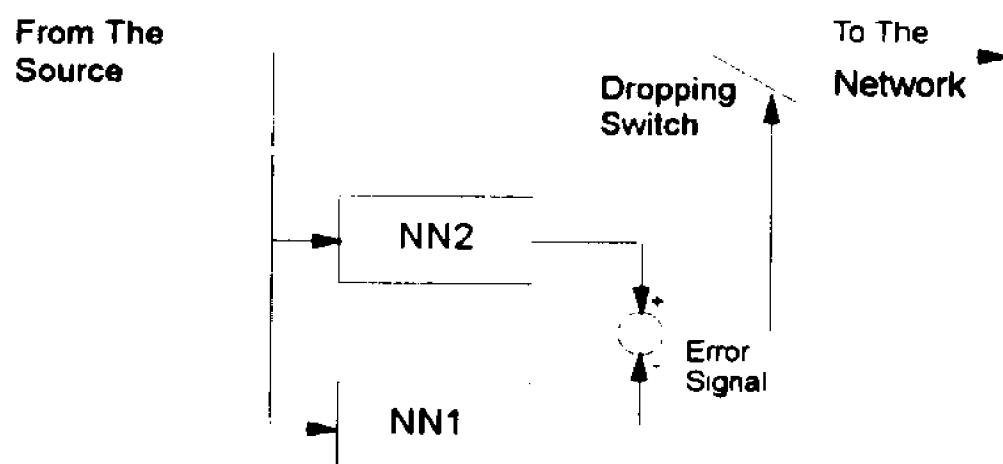 From The
Source
To The
Network
Dropping
Switch
NN2
+
Error
Signal
-
NN1